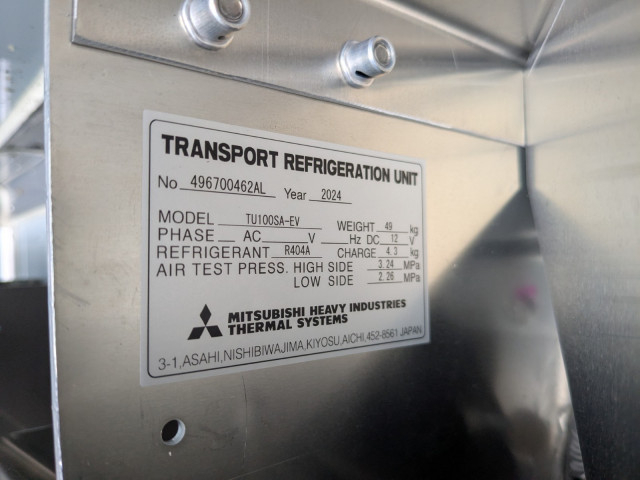 TRANSPORT REFRIGERATION UNIT
No 496700462AL Year 2024
MODEL TU100SA-EV WEIGHT 49 kg
PHASE AC V Hz DC 12 V
REFRIGERANT R404A CHARGE 4.3 kg
AIR TEST PRESS. HIGH SIDE 3.24 MPa
LOW SIDE 2.26 MPa
MITSUBISHI HEAVY INDUSTRIES
THERMAL SYSTEMS
3-1, ASAHI, NISHIBIWAJIMA, KIYOSU, AICHI, 452-8561 JAPAN